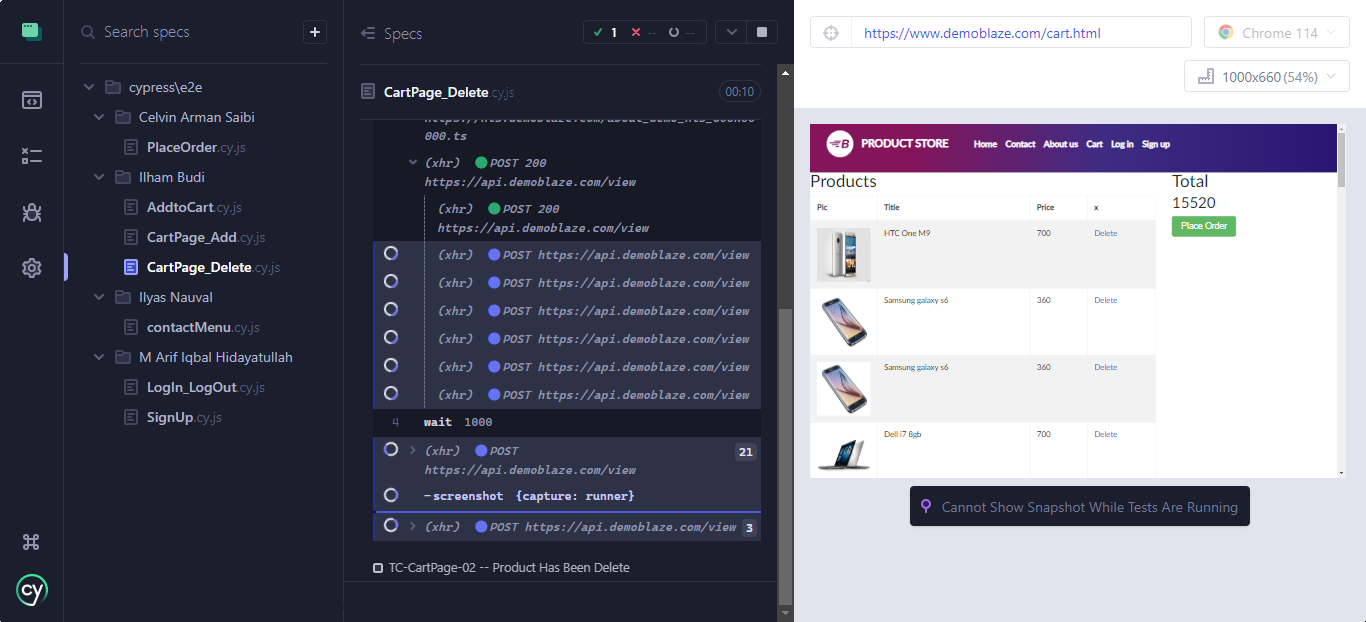 Search specs
+
cypress\e2e
Celvin Arman Saibi
PlaceOrder.cy.js
Ilham Budi
AddtoCart.cy.js
CartPage_Add.cy.js
CartPage_Delete.cy.js
Ilyas Nauval
contactMenu.cy.js
M Arif Iqbal Hidayatullah
LogIn_LogOut.cy.js
SignUp.cy.js
cy
Specs
1 -- --
CartPage_Delete.cy.js 00:10
000.ts
(xhr) POST 200
https://api.demoblaze.com/view
(xhr) POST 200
https://api.demoblaze.com/view
(xhr) POST https://api.demoblaze.com/view
(xhr) POST https://api.demoblaze.com/view
(xhr) POST https://api.demoblaze.com/view
(xhr) POST https://api.demoblaze.com/view
(xhr) POST https://api.demoblaze.com/view
(xhr) POST https://api.demoblaze.com/view
4 wait 1000
(xhr) POST 21
https://api.demoblaze.com/view
-screenshot {capture: runner}
(xhr) POST https://api.demoblaze.com/view 3
TC-CartPage-02 -- Product Has Been Delete
https://www.demoblaze.com/cart.html
Chrome 114
1000x660 (54%)
PRODUCT STORE Home Contact About us Cart Log in Sign up
Products
Pic Title Price x
HTC One M9 700 Delete
Samsung galaxy s6 360 Delete
Samsung galaxy s6 360 Delete
Dell i7 8gb 700 Delete
Total
15520
Place Order
Cannot Show Snapshot While Tests Are Running